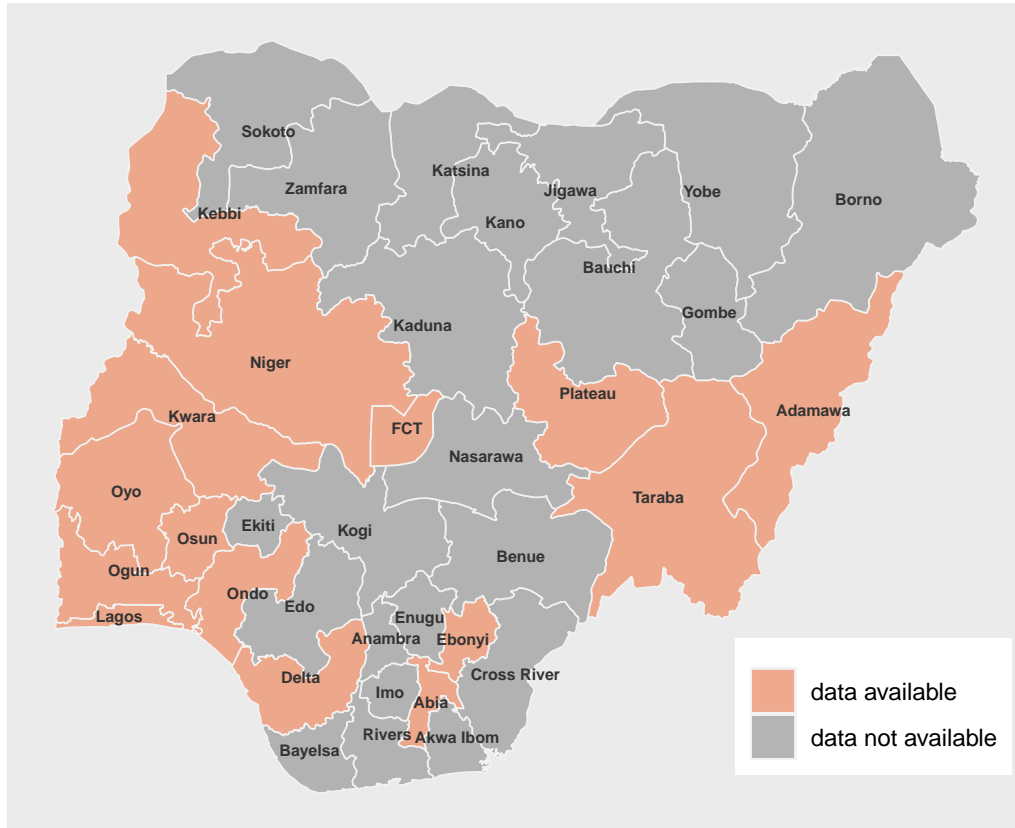 Sokoto
Katsina
Zamfara
Jigawa
Yobe
Borno
Kebbi
Kano
Bauchi
Gombe
Kaduna
Niger
Plateau
Adamawa
Kwara
FCT
Nasarawa
Oyo
Taraba
Ekiti
Osun
Kogi
Benue
Ogun
Ondo
Edo
Lagos
Enugu
Anambra
Ebonyi
Delta
Cross River
Imo
Abia
Rivers
Akwa Ibom
Bayelsa
data available
data not available